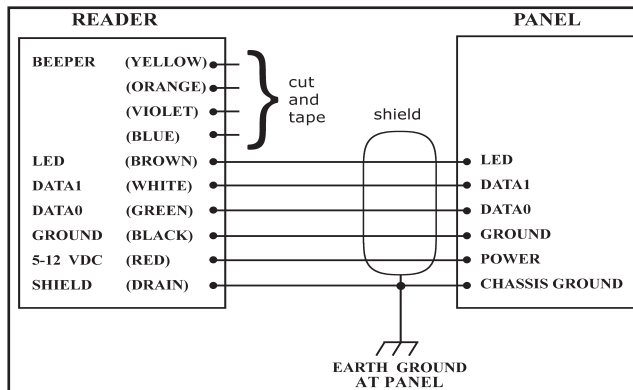 READER
PANEL
BEEPER (YELLOW)
(ORANGE)
(VIOLET)
(BLUE)
cut
and
tape
shield
LED (BROWN) LED
DATA1 (WHITE) DATA1
DATA0 (GREEN) DATA0
GROUND (BLACK) GROUND
5-12 VDC (RED) POWER
SHIELD (DRAIN) CHASSIS GROUND
EARTH GROUND
AT PANEL